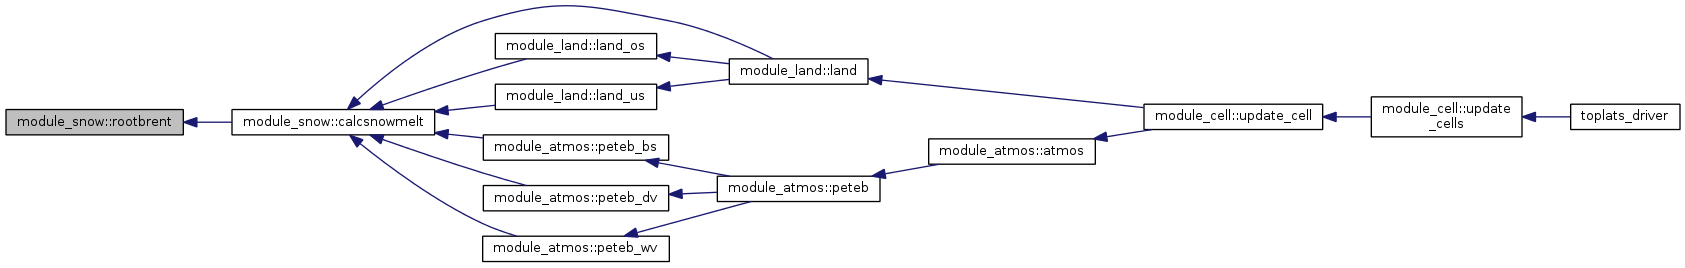 module_snow::rootbrent
module_snow::calcsnowmelt
module_land::land_os
module_land::land_us
module_atmos::peteb_bs
module_atmos::peteb_dv
module_atmos::peteb_wv
module_land::land
module_atmos::peteb
module_atmos::atmos
module_cell::update_cell
module_cell::update
_cells
toplats_driver